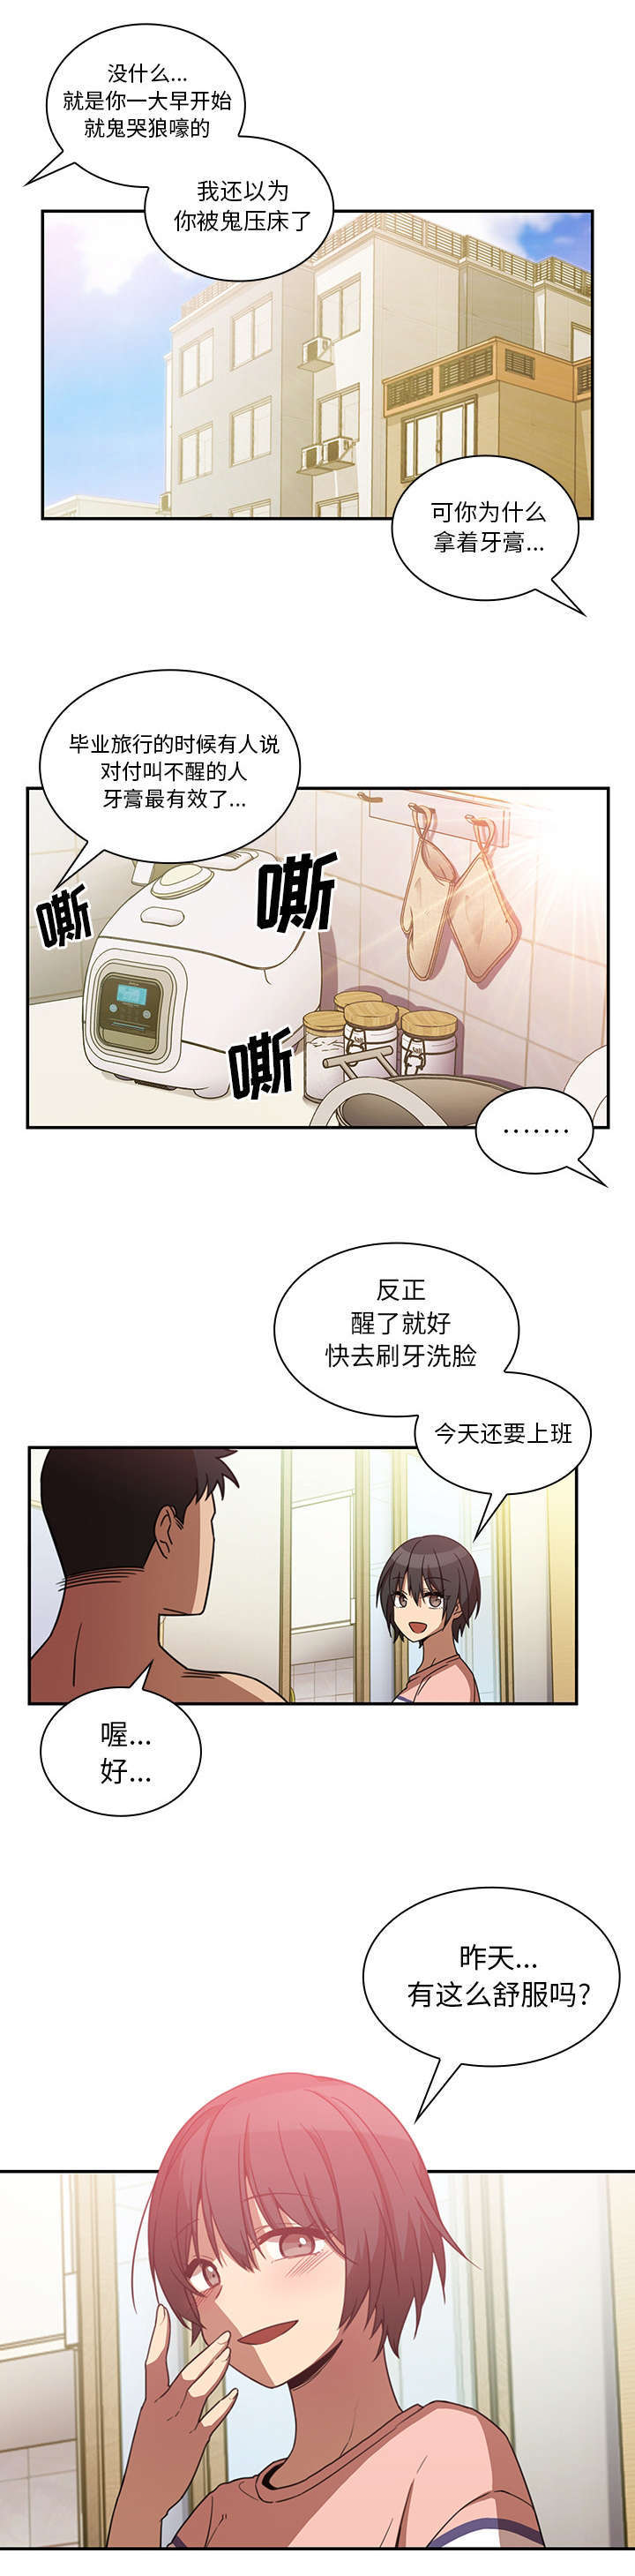 没什么...
就是你一大早开始
就鬼哭狼嚎的
我还以为
你被鬼压床了
可你为什么
拿着牙膏...
毕业旅行的时候有人说
对付叫不醒的人
牙膏最有效了...
嘶
嘶
嘶
.......
反正
醒了就好
快去刷牙洗脸
今天还要上班
喔...
好...
昨天...
有这么舒服吗?